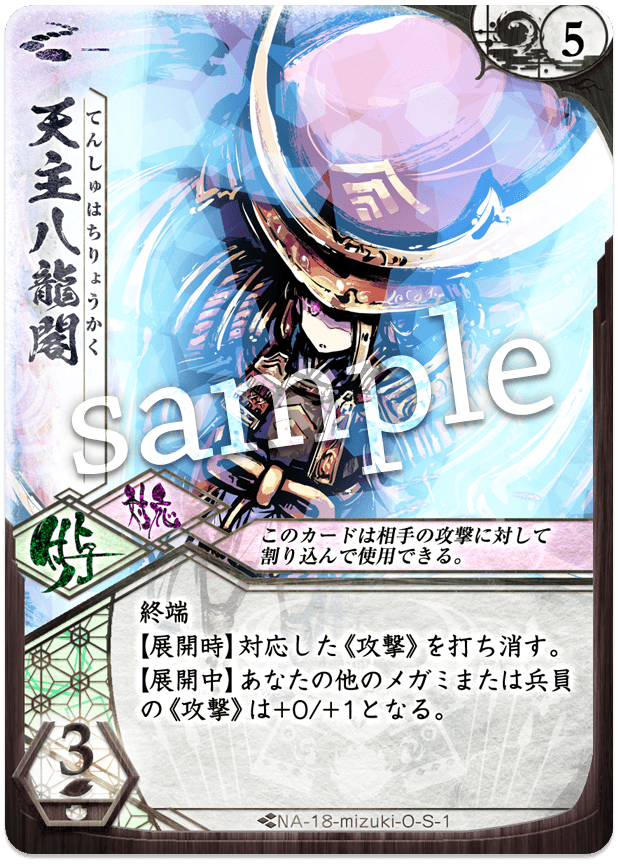 5
天主八龍閣
てんしゅはちりょうかく
sample
付与
対応
このカードは相手の攻撃に対して
割り込んで使用できる。
終端
【展開時】対応した《攻撃》を打ち消す。
【展開中】あなたの他のメガミまたは兵員
の《攻撃》は+0/+1となる。
3
NA-18-mizuki-O-S-1